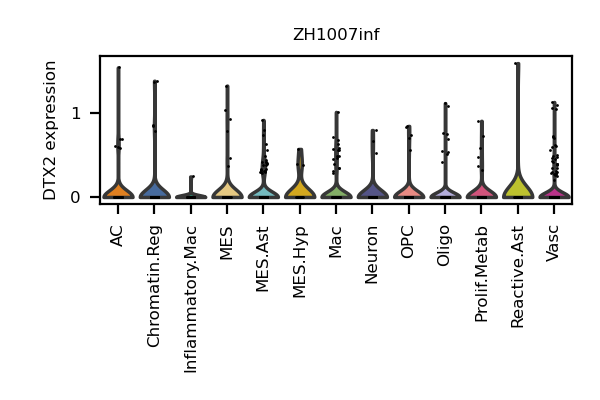 ZH1007inf
DTX2 expression
1
0
AC
Chromatin.Reg
Inflammatory.Mac
MES
MES.Ast
MES.Hyp
Mac
Neuron
OPC
Oligo
Prolif.Metab
Reactive.Ast
Vasc